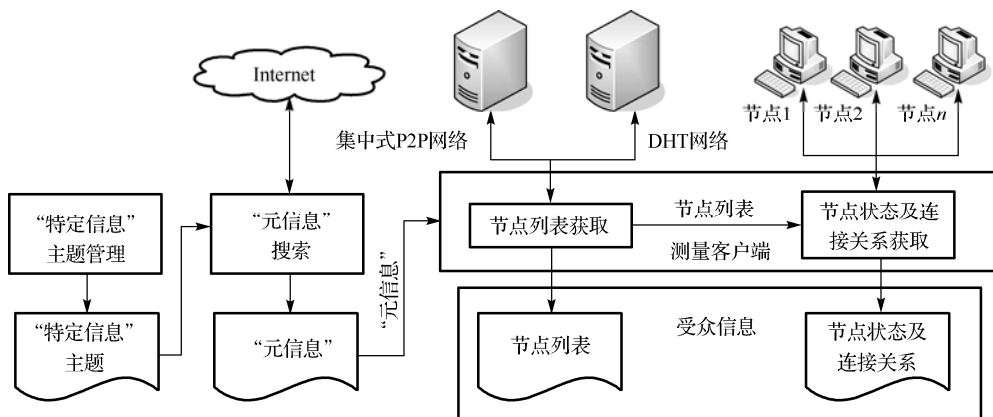 Internet
集中式P2P网络
DHT网络
节点1
节点2
节点n
“特定信息”
主题管理
“元信息”
搜索
“元信息”
节点列表获取
节点列表
测量客户端
节点状态及连
接关系获取
“特定信息”
主题
“元信息”
受众信息
节点列表
节点状态及
连接关系